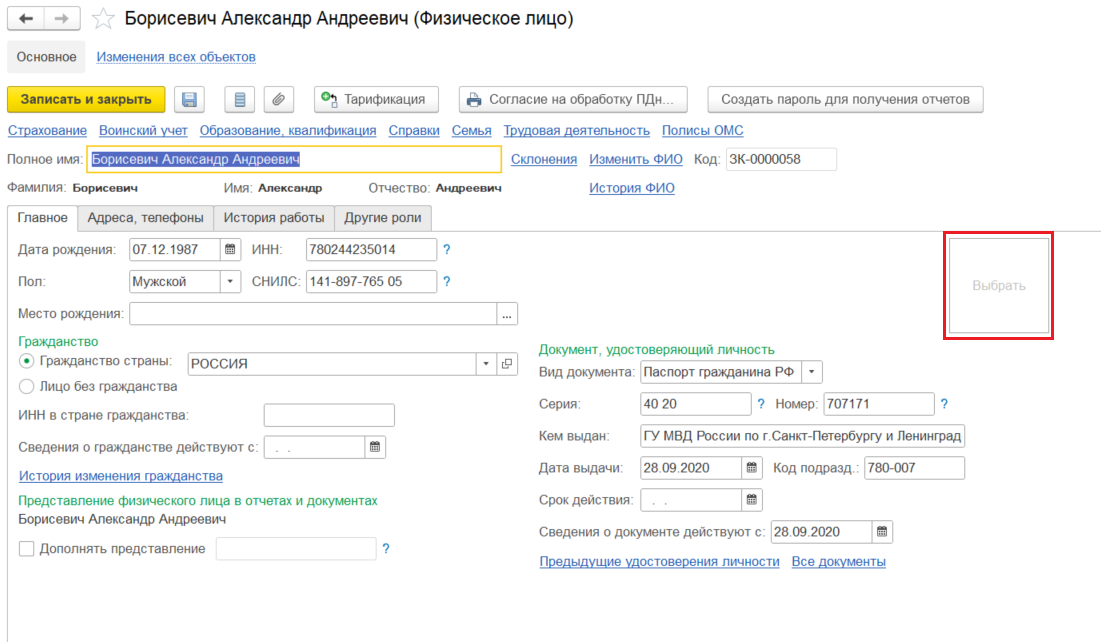 Борисевич Александр Андреевич (Физическое лицо)
Основное Изменения всех объектов
Записать и закрыть Тарификация Согласие на обработку ПДн... Создать пароль для получения отчетов
Страхование Воинский учет Образование, квалификация Справки Семья Трудовая деятельность Полисы ОМС
Полное имя: Борисевич Александр Андреевич Склонения Изменить ФИО Код: ЗК-0000058
Фамилия: Борисевич Имя: Александр Отчество: Андреевич История ФИО
Главное Адреса, телефоны История работы Другие роли
Дата рождения: 07.12.1987 ИНН: 780244235014 ?
Пол: Мужской СНИЛС: 141-897-765 05 ?
Выбрать
Место рождения: ...
Гражданство
Гражданство страны: РОССИЯ
Лицо без гражданства
ИНН в стране гражданства:
Сведения о гражданстве действуют с: . .
История изменения гражданства
Представление физического лица в отчетах и документах
Борисевич Александр Андреевич
Дополнять представление ?
Документ, удостоверяющий личность
Вид документа: Паспорт гражданина РФ
Серия: 40 20 ? Номер: 707171 ?
Кем выдан: ГУ МВД России по г.Санкт-Петербургу и Ленинград
Дата выдачи: 28.09.2020 Код подразд.: 780-007
Срок действия: . .
Сведения о документе действуют с: 28.09.2020
Предыдущие удостоверения личности Все документы